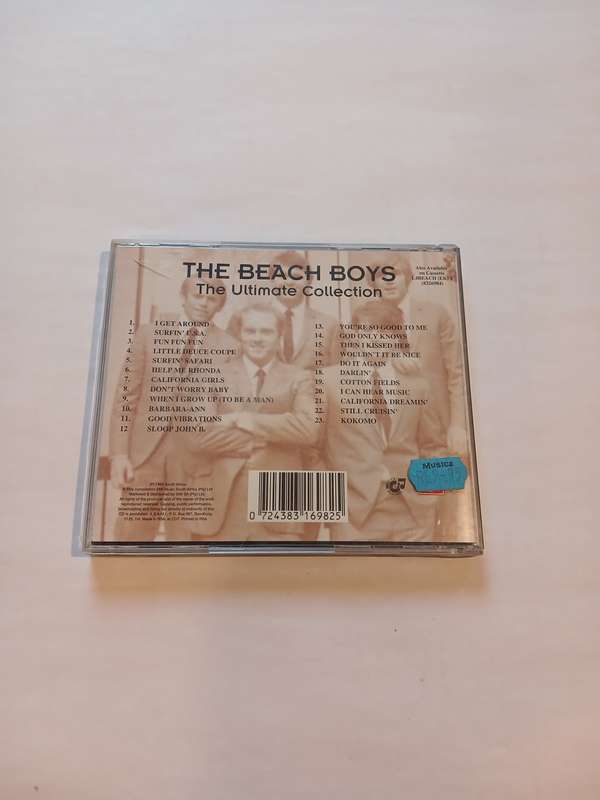 THE BEACH BOYS
The Ultimate Collection
Also Available
on Cassette
1. I GET AROUND
2. SURFIN' U.S.A.
3. FUN FUN FUN
4. LITTLE DEUCE COUPE
5. SURFIN' SAFARI
6. HELP ME RHONDA
7. CALIFORNIA GIRLS
8. DON'T WORRY BABY
9. WHEN I GROW UP (TO BE A MAN)
10. BARBARA-ANN
11. GOOD VIBRATIONS
12 SLOOP JOHN B.
13. YOU'RE SO GOOD TO ME
14. GOD ONLY KNOWS
15. THEN I KISSED HER
16. WOULDN'T IT BE NICE
17. DO IT AGAIN
18. DARLIN'
19. COTTON FIELDS
20. I CAN HEAR MUSIC
21. CALIFORNIA DREAMIN'
22. STILL CRUISIN'
23. KOKOMO
Musica
0 724383 169825